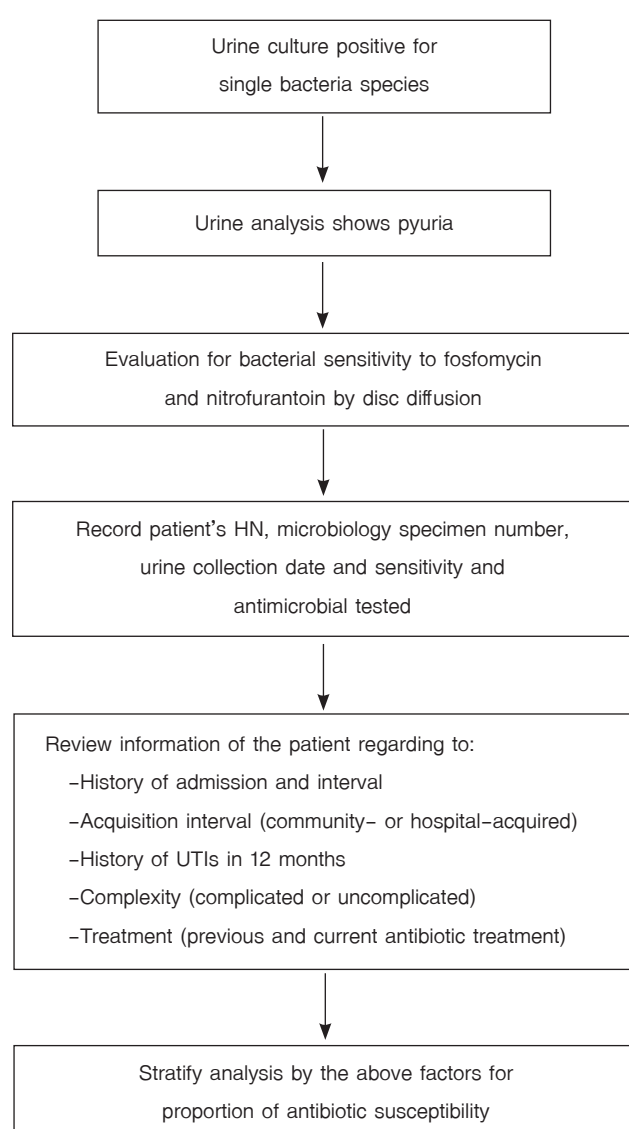 Urine culture positive for
single bacteria species
Urine analysis shows pyuria
Evaluation for bacterial sensitivity to fosfomycin
and nitrofurantoin by disc diffusion
Record patient's HN, microbiology specimen number,
urine collection date and sensitivity and
antimicrobial tested
Review information of the patient regarding to:
-History of admission and interval
-Acquisition interval (community- or hospital-acquired)
-History of UTIs in 12 months
-Complexity (complicated or uncomplicated)
-Treatment (previous and current antibiotic treatment)
Stratify analysis by the above factors for
proportion of antibiotic susceptibility